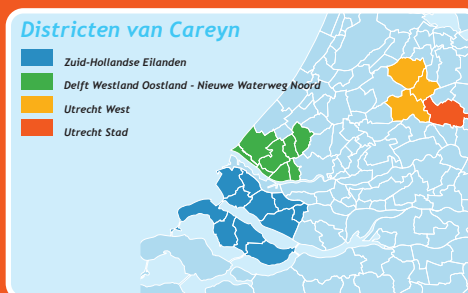 Districten van Careyn
Zuid-Hollandse Eilanden
Delft Westland Oostland - Nieuwe Waterweg Noord
Utrecht West
Utrecht Stad